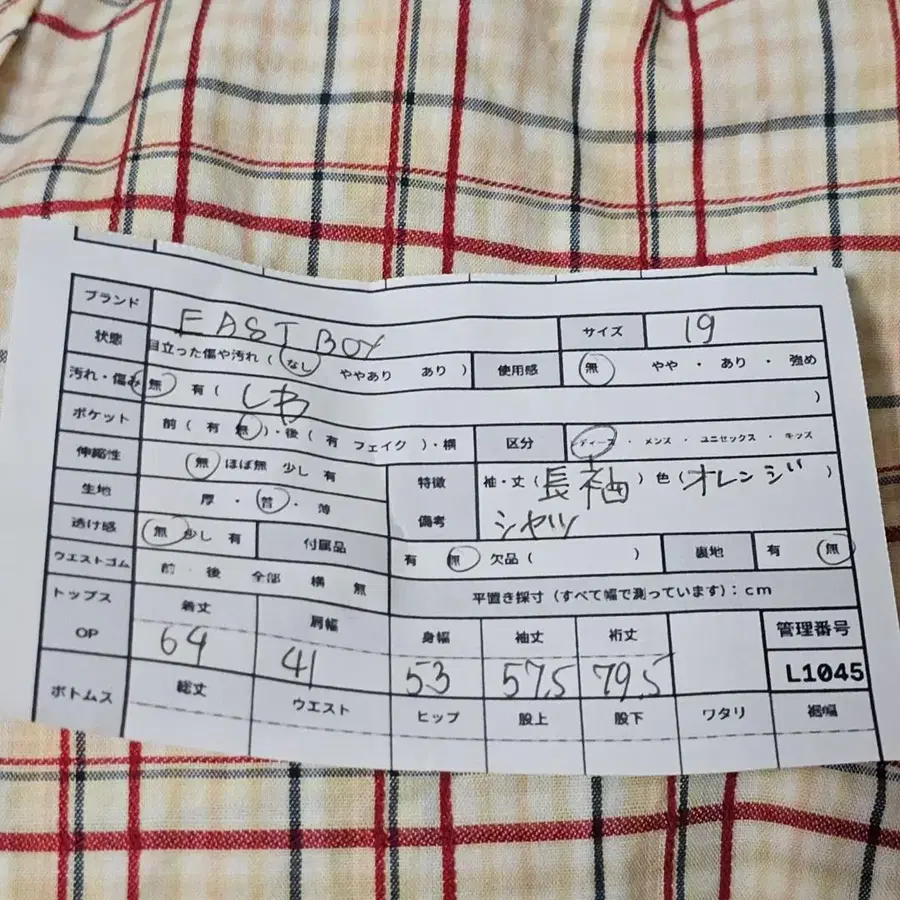 ブランド EAST BOY サイズ 19
状態 目立った傷や汚れ（ なし ややあり あり ） 使用感 無 やや ・ あり ・ 強め
汚れ・傷み 無 有（ しわ ）
ポケット 前（ 有 無 ）・後（ 有 フェイク ）・横 区分 レディース ・ メンズ ・ ユニセックス ・ キッズ
伸縮性 無 ほぼ無 少し 有 特徴 袖・丈（ 長袖 ）色（ オレンジ ）
生地 厚 ・ 普 ・ 薄 備考 シャツ
透け感 無 少し 有 付属品 有 無 欠品（ ） 裏地 有 無
ウエストゴム 前 ・ 後 全部 横 無 平置き採寸（すべて幅で測っています）：cm
トップス OP 着丈 肩幅 身幅 袖丈 裄丈 管理番号
64 41 53 57.5 79.5 L1045
ボトムス 総丈 ウエスト ヒップ 股上 股下 ワタリ 裾幅